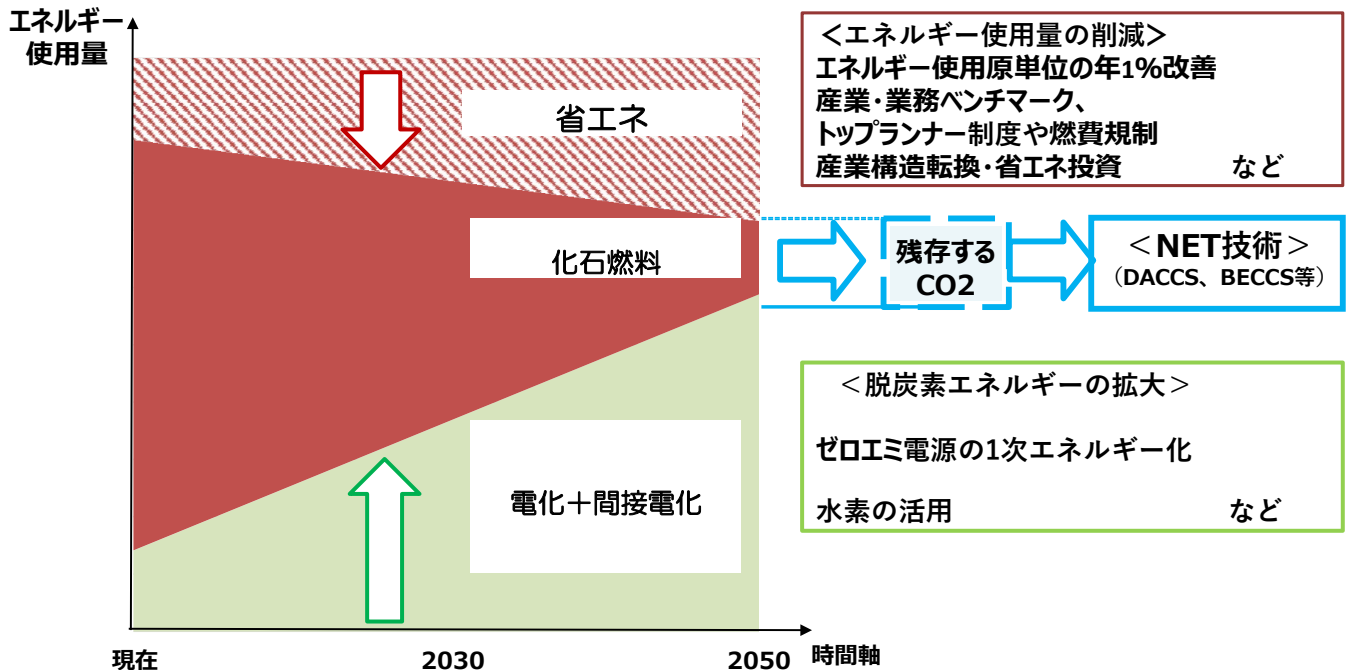 エネルギー
使用量
省エネ
化石燃料
電化＋間接電化
現在
2030
2050
時間軸
＜エネルギー使用量の削減＞
エネルギー使用原単位の年1%改善
産業・業務ベンチマーク、
トップランナー制度や燃費規制
産業構造転換・省エネ投資 など
残存する
CO2
＜NET技術＞
（DACCS、BECCS等）
＜脱炭素エネルギーの拡大＞
ゼロエミ電源の1次エネルギー化
水素の活用 など